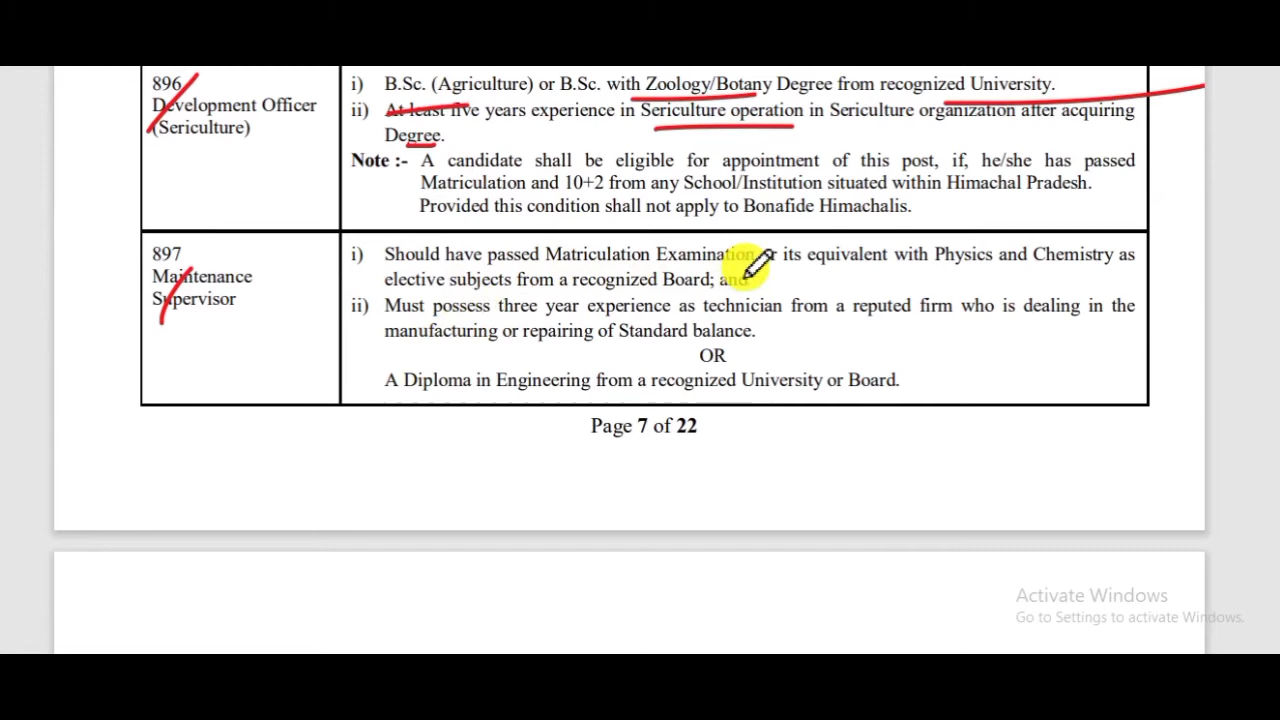 896
Development Officer
(Sericulture)
i) B.Sc. (Agriculture) or B.Sc. with Zoology/Botany Degree from recognized University.
ii) At least five years experience in Sericulture operation in Sericulture organization after acquiring
Degree.
Note :- A candidate shall be eligible for appointment of this post, if, he/she has passed
Matriculation and 10+2 from any School/Institution situated within Himachal Pradesh.
Provided this condition shall not apply to Bonafide Himachalis.
897
Maintenance
Supervisor
i) Should have passed Matriculation Examination or its equivalent with Physics and Chemistry as
elective subjects from a recognized Board; and
ii) Must possess three year experience as technician from a reputed firm who is dealing in the
manufacturing or repairing of Standard balance.
OR
A Diploma in Engineering from a recognized University or Board.
Page 7 of 22
Activate Windows
Go to Settings to activate Windows.